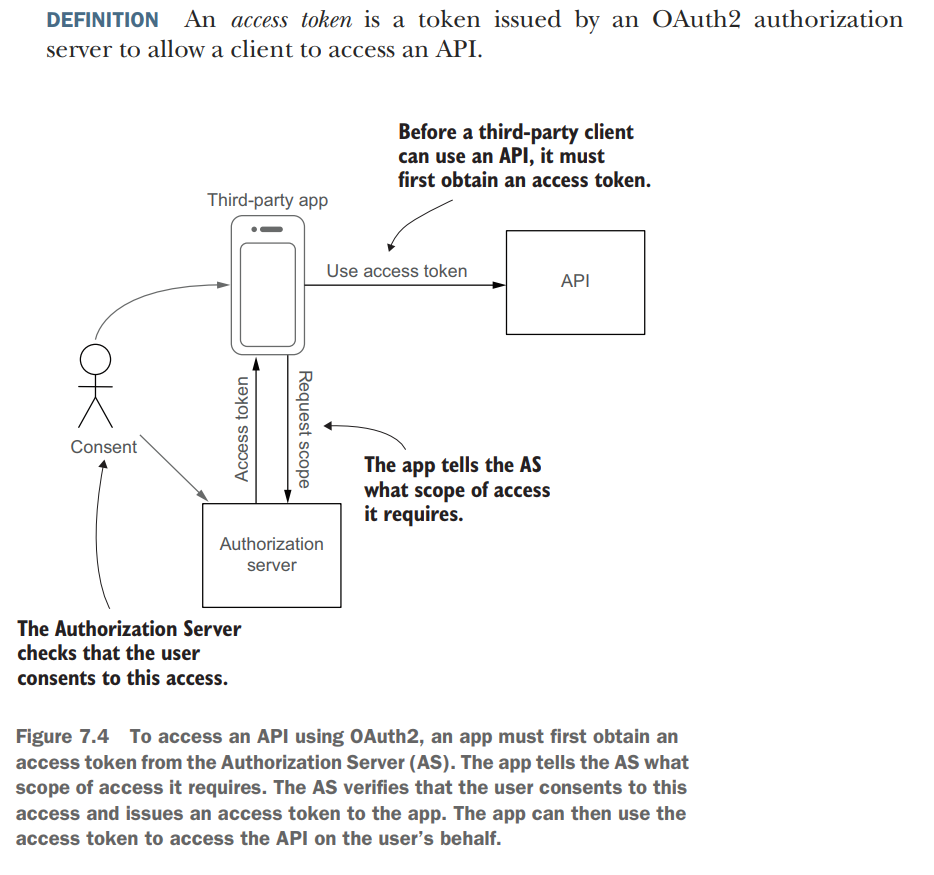 DEFINITION An access token is a token issued by an OAuth2 authorization
server to allow a client to access an API.
Before a third-party client
can use an API, it must
first obtain an access token.
Third-party app
Use access token
API
Access token
Request scope
Consent
The app tells the AS
what scope of access
it requires.
Authorization
server
The Authorization Server
checks that the user
consents to this access.
Figure 7.4 To access an API using OAuth2, an app must first obtain an
access token from the Authorization Server (AS). The app tells the AS what
scope of access it requires. The AS verifies that the user consents to this
access and issues an access token to the app. The app can then use the
access token to access the API on the user's behalf.